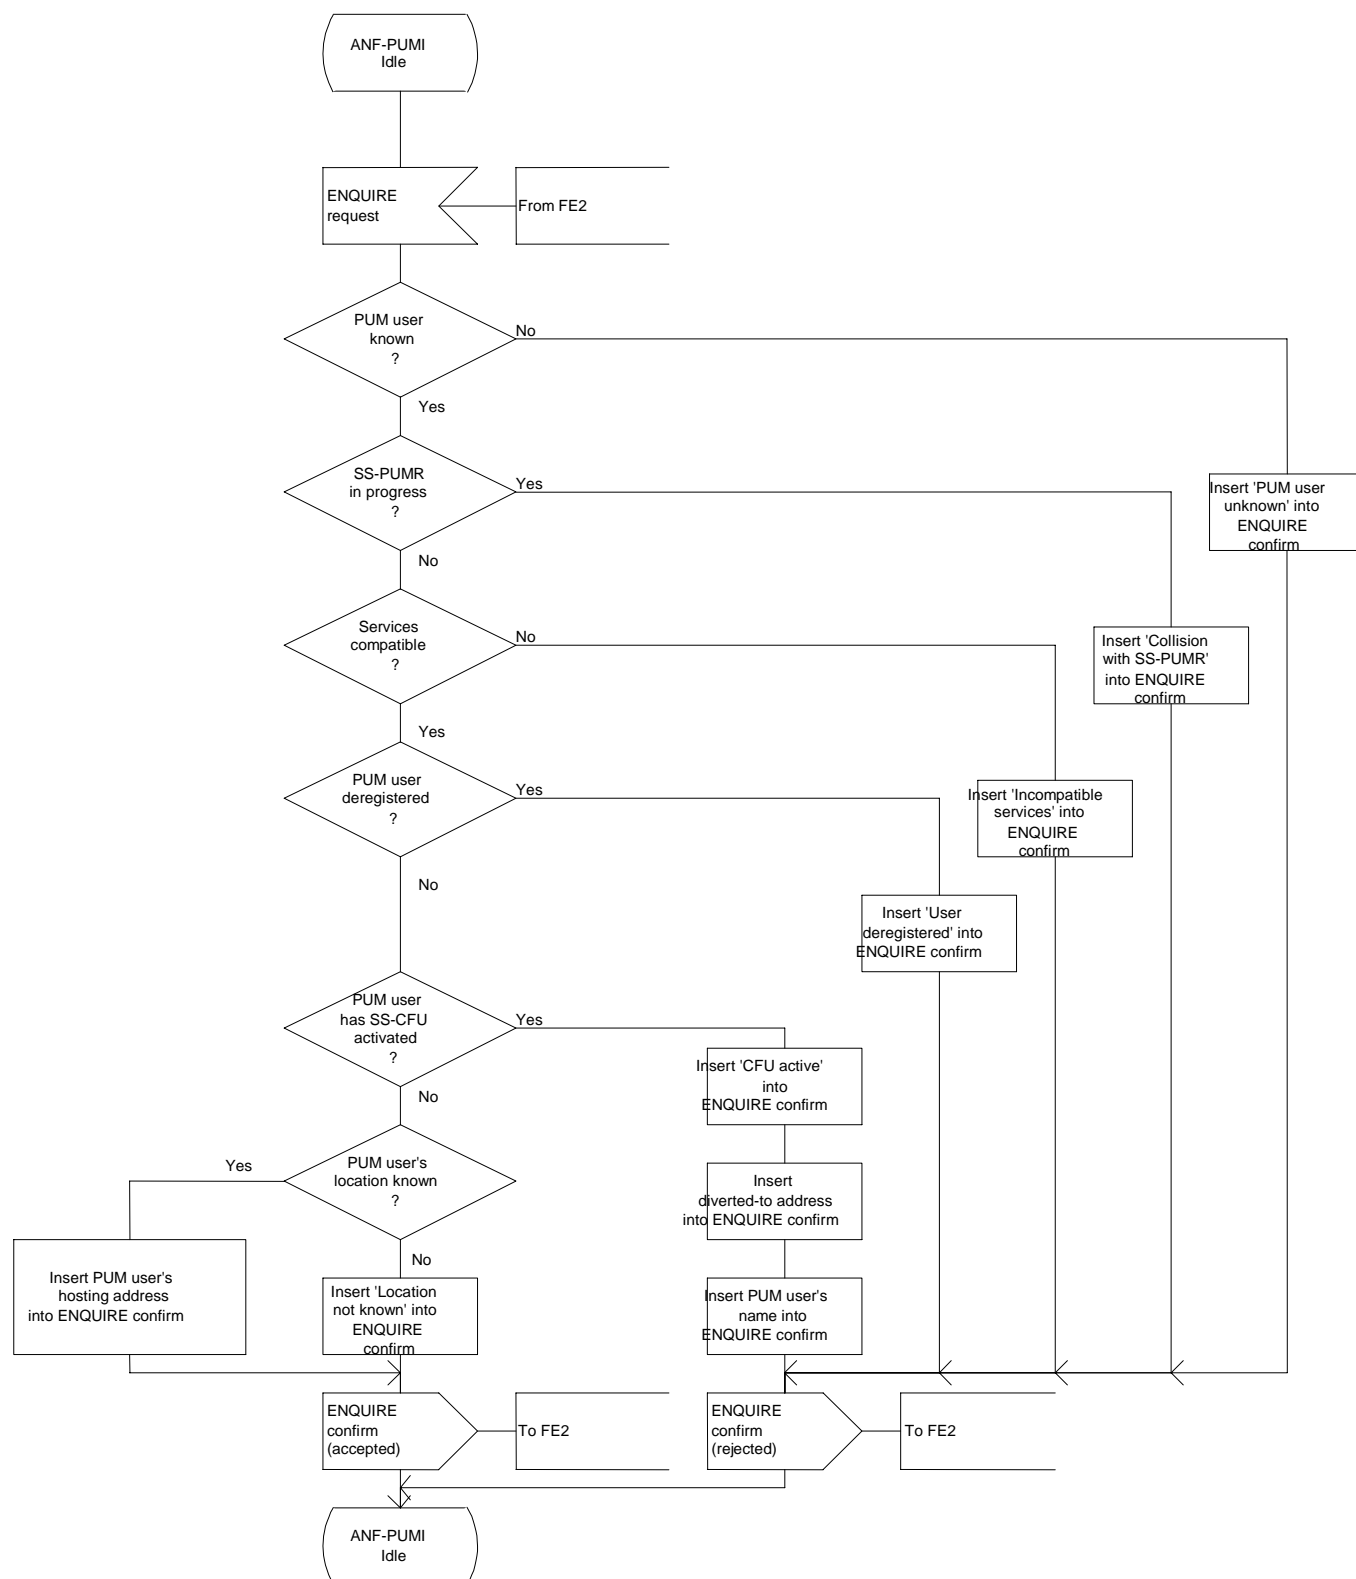 ANF-PUMI
Idle
ENQUIRE
request
From FE2
PUM user
known
?
No
Yes
SS-PUMR
in progress
?
Yes
No
Insert 'PUM user
unknown' into
ENQUIRE
confirm
Services
compatible
?
No
Yes
Insert 'Collision
with SS-PUMR'
into ENQUIRE
confirm
PUM user
deregistered
?
Yes
No
Insert 'Incompatible
services' into
ENQUIRE
confirm
Insert 'User
deregistered' into
ENQUIRE confirm
PUM user
has SS-CFU
activated
?
Yes
No
Insert 'CFU active'
into
ENQUIRE confirm
PUM user's
location known
?
Yes
No
Insert
diverted-to address
into ENQUIRE confirm
Insert PUM user's
hosting address
into ENQUIRE confirm
Insert 'Location
not known' into
ENQUIRE
confirm
Insert PUM user's
name into
ENQUIRE confirm
ENQUIRE
confirm
(accepted)
To FE2
ENQUIRE
confirm
(rejected)
To FE2
ANF-PUMI
Idle